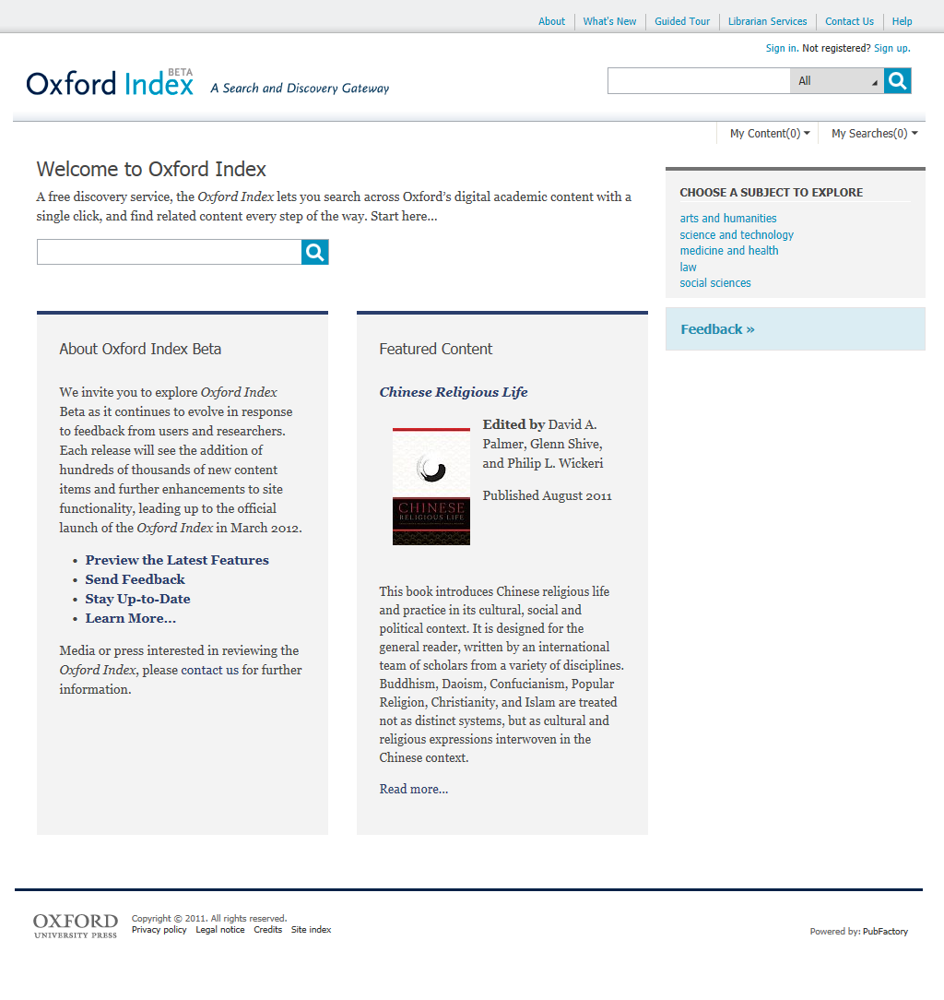 About
What's New
Guided Tour
Librarian Services
Contact Us
Help
Sign in. Not registered? Sign up.
Oxford Index BETA
A Search and Discovery Gateway
All
My Content(0)
My Searches(0)
Welcome to Oxford Index
A free discovery service, the Oxford Index lets you search across Oxford's digital academic content with a
single click, and find related content every step of the way. Start here...
CHOOSE A SUBJECT TO EXPLORE
arts and humanities
science and technology
medicine and health
law
social sciences
Feedback »
About Oxford Index Beta
We invite you to explore Oxford Index
Beta as it continues to evolve in response
to feedback from users and researchers.
Each release will see the addition of
hundreds of thousands of new content
items and further enhancements to site
functionality, leading up to the official
launch of the Oxford Index in March 2012.
• Preview the Latest Features
• Send Feedback
• Stay Up-to-Date
• Learn More...
Media or press interested in reviewing the
Oxford Index, please contact us for further
information.
Featured Content
Chinese Religious Life
CHINESE
RELIGIOUS LIFE
Edited by David A.
Palmer, Glenn Shive,
and Philip L. Wickeri
Published August 2011
This book introduces Chinese religious life
and practice in its cultural, social and
political context. It is designed for the
general reader, written by an international
team of scholars from a variety of disciplines.
Buddhism, Daoism, Confucianism, Popular
Religion, Christianity, and Islam are treated
not as distinct systems, but as cultural and
religious expressions interwoven in the
Chinese context.
Read more...
OXFORD
UNIVERSITY PRESS
Copyright © 2011. All rights reserved.
Privacy policy Legal notice Credits Site index
Powered by: PubFactory